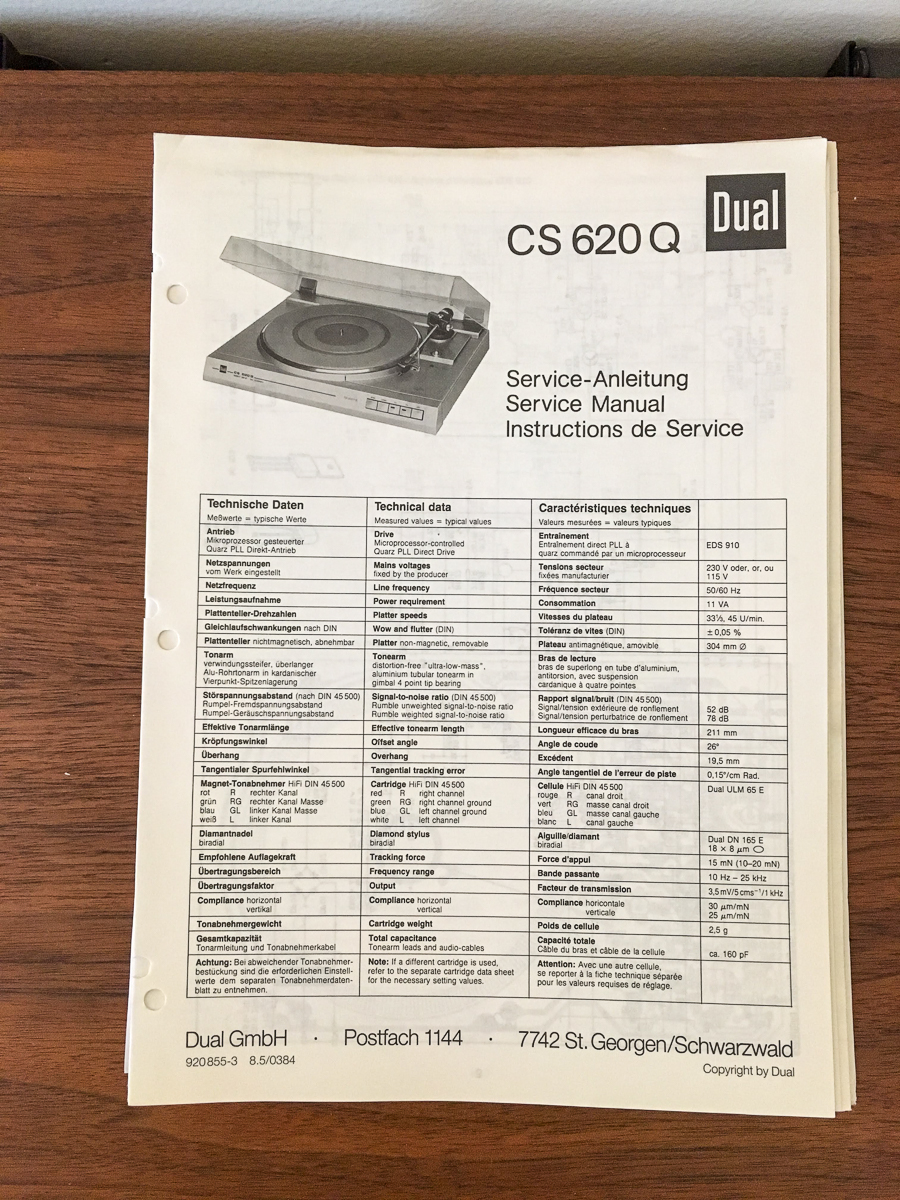 Dual
CS 620 Q
Service-Anleitung
Service Manual
Instructions de Service
Technische Daten
Meßwerte = typische Werte
Technical data
Measured values = typical values
Caractéristiques techniques
Valeurs mesurées = valeurs typiques
Antrieb
Mikroprozessor gesteuerter
Quarz PLL Direkt-Antrieb
Drive
Microprocessor-controlled
Quarz PLL Direct Drive
Entraînement
Entraînement direct PLL à
quarz commandé par un microprocesseur
EDS 910
Netzspannungen
vom Werk eingestellt
Mains voltages
fixed by the producer
Tensions secteur
fixées manufacturier
230 V oder, or, ou
115 V
Netzfrequenz
Line frequency
Fréquence secteur
50/60 Hz
Leistungsaufnahme
Power requirement
Consommation
11 VA
Plattenteller-Drehzahlen
Platter speeds
Vitesses du plateau
33⅓, 45 U/min.
Gleichlaufschwankungen nach DIN
Wow and flutter (DIN)
Toléranz de vites (DIN)
± 0,05 %
Plattenteller nichtmagnetisch, abnehmbar
Platter non-magnetic, removable
Plateau antimagnétique, amovible
304 mm Ø
Tonarm
verwindungssteifer, überlanger
Alu-Rohrtonarm in kardanischer
Vierpunkt-Spitzenlagerung
Tonearm
distortion-free "ultra-low-mass",
aluminium tubular tonearm in
gimbal 4 point tip bearing
Bras de lecture
bras de superlong en tube d'aluminium,
antitorsion, avec suspension
cardanique à quatre pointes
Störspannungsabstand (nach DIN 45 500)
Rumpel-Fremdspannungsabstand
Rumpel-Geräuschspannungsabstand
Signal-to-noise ratio (DIN 45 500)
Rumble unweighted signal-to-noise ratio
Rumble weighted signal-to-noise ratio
Rapport signal/bruit (DIN 45 500)
Signal/tension extérieure de ronflement
Signal/tension perturbatrice de ronflement
52 dB
78 dB
Effektive Tonarmlänge
Effective tonearm length
Longueur efficace du bras
211 mm
Kröpfungswinkel
Offset angle
Angle de coude
26°
Überhang
Overhang
Excédent
19,5 mm
Tangentialer Spurfehlwinkel
Tangential tracking error
Angle tangentiel de l'erreur de piste
0,15°/cm Rad.
Magnet-Tonabnehmer HiFi DIN 45 500
rot R rechter Kanal
grün RG rechter Kanal Masse
blau GL linker Kanal Masse
weiß L linker Kanal
Cartridge HiFi DIN 45 500
red R right channel
green RG right channel ground
blue GL left channel ground
white L left channel
Cellule HiFi DIN 45 500
rouge R canal droit
vert RG masse canal droit
bleu GL masse canal gauche
blanc L canal gauche
Dual ULM 65 E
Diamantnadel
biradial
Diamond stylus
biradial
Aiguille/diamant
biradial
Dual DN 165 E
18 × 8 µm
Empfohlene Auflagekraft
Tracking force
Force d'appui
15 mN (10–20 mN)
Übertragungsbereich
Frequency range
Bande passante
10 Hz – 25 kHz
Übertragungsfaktor
Output
Facteur de transmission
3,5 mV/5 cms⁻¹/1 kHz
Compliance horizontal
vertikal
Compliance horizontal
vertical
Compliance horicontale
verticale
30 µm/mN
25 µm/mN
Tonabnehmergewicht
Cartridge weight
Poids de cellule
2,5 g
Gesamtkapazität
Tonarmleitung und Tonabnehmerkabel
Total capacitance
Tonearm leads and audio-cables
Capacité totale
Câble du bras et câble de la cellule
ca. 160 pF
Achtung: Bei abweichender Tonabnehmer-
bestückung sind die erforderlichen Einstell-
werte dem separaten Tonabnehmerdaten-
blatt zu entnehmen.
Note: If a different cartridge is used,
refer to the separate cartridge data sheet
for the necessary setting values.
Attention: Avec une autre cellule,
se reporter à la fiche technique séparée
pour les valeurs requises de réglage.
Dual GmbH · Postfach 1144 · 7742 St. Georgen/Schwarzwald
920 855-3 8.5/0384
Copyright by Dual